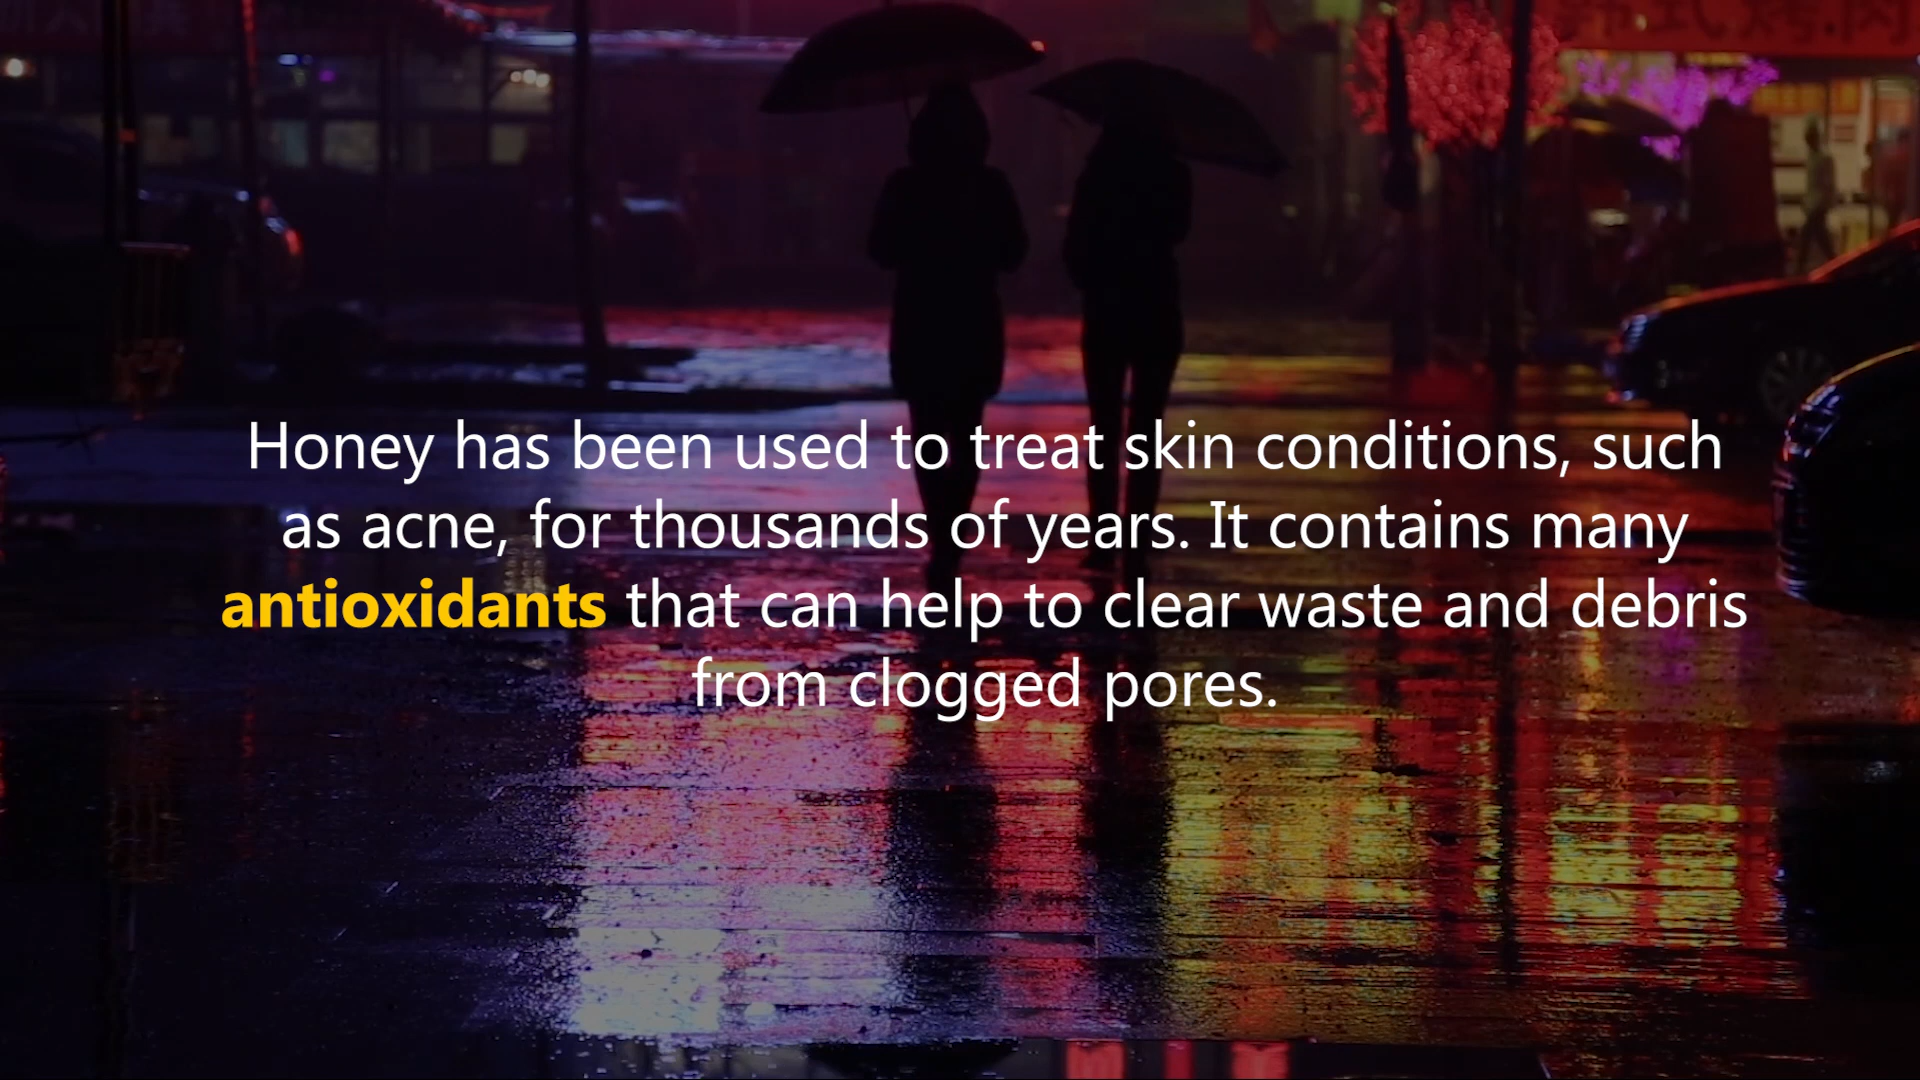 Honey has been used to treat skin conditions, such
as acne, for thousands of years. It contains many
antioxidants that can help to clear waste and debris
from clogged pores.